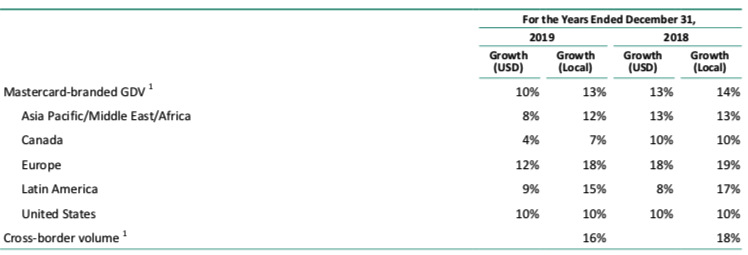 For the Years Ended December 31,
2019 2018
Growth (USD) Growth (Local) Growth (USD) Growth (Local)
Mastercard-branded GDV 1 10% 13% 13% 14%
Asia Pacific/Middle East/Africa 8% 12% 13% 13%
Canada 4% 7% 10% 10%
Europe 12% 18% 18% 19%
Latin America 9% 15% 8% 17%
United States 10% 10% 10% 10%
Cross-border volume 1 16% 18%